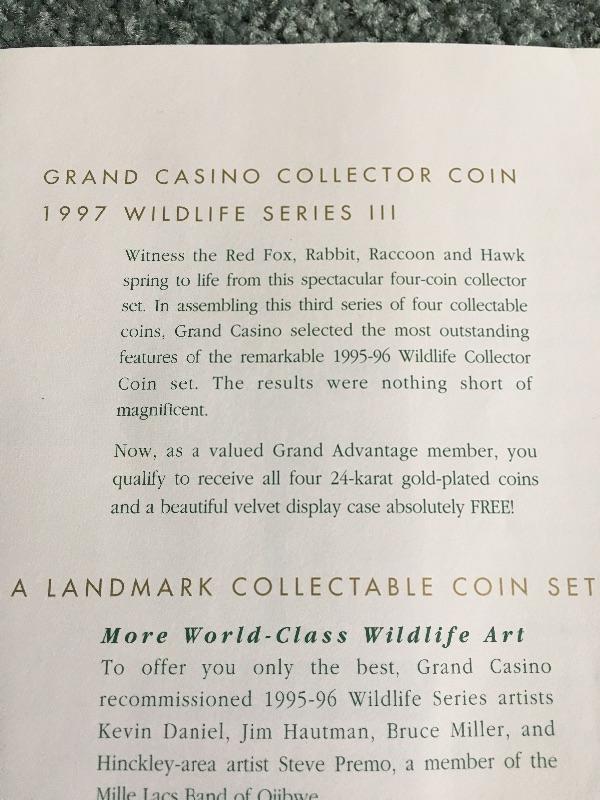 GRAND CASINO COLLECTOR COIN
1997 WILDLIFE SERIES III
Witness the Red Fox, Rabbit, Raccoon and Hawk
spring to life from this spectacular four-coin collector
set. In assembling this third series of four collectable
coins, Grand Casino selected the most outstanding
features of the remarkable 1995-96 Wildlife Collector
Coin set. The results were nothing short of
magnificent.
Now, as a valued Grand Advantage member, you
qualify to receive all four 24-karat gold-plated coins
and a beautiful velvet display case absolutely FREE!
A LANDMARK COLLECTABLE COIN SET
More World-Class Wildlife Art
To offer you only the best, Grand Casino
recommissioned 1995-96 Wildlife Series artists
Kevin Daniel, Jim Hautman, Bruce Miller, and
Hinckley-area artist Steve Premo, a member of the
Mille Lacs Band of Ojibwe